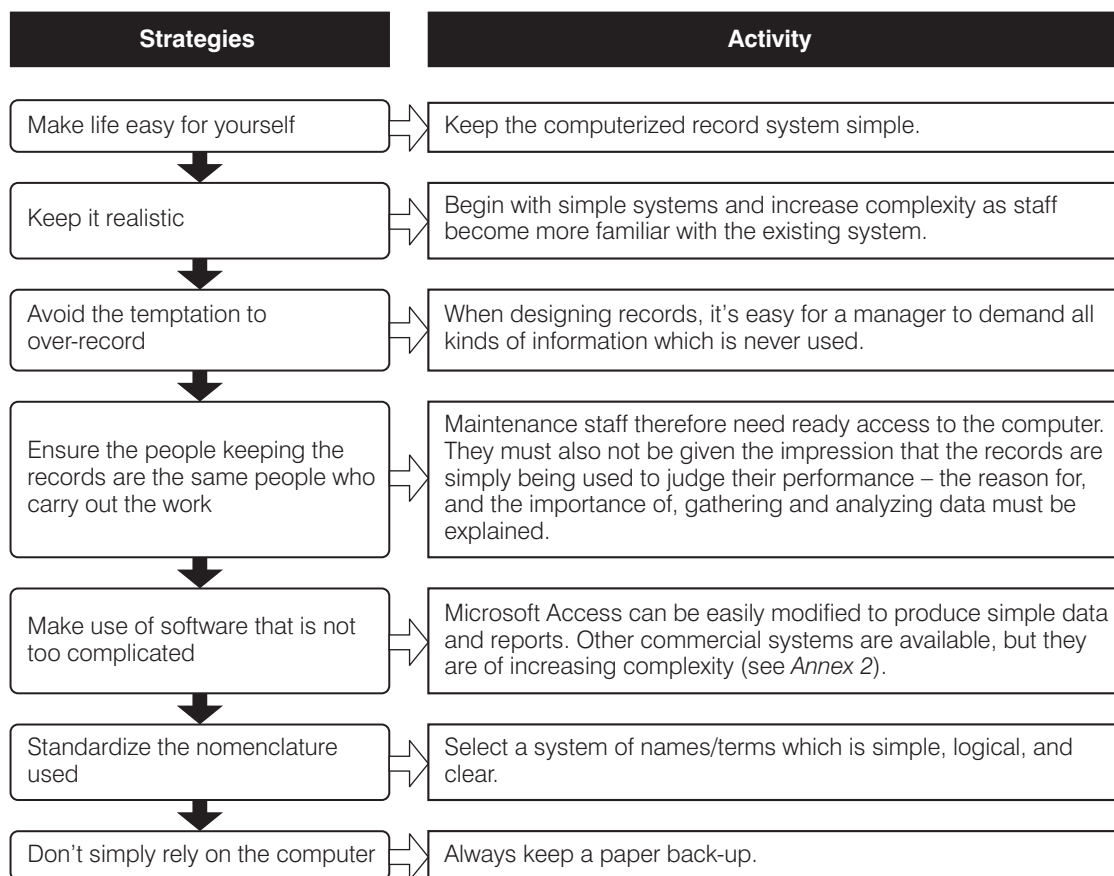 Strategies
Activity
Make life easy for yourself
Keep the computerized record system simple.
Keep it realistic
Begin with simple systems and increase complexity as staff
become more familiar with the existing system.
Avoid the temptation to
over-record
When designing records, it's easy for a manager to demand all
kinds of information which is never used.
Ensure the people keeping the
records are the same people who
carry out the work
Maintenance staff therefore need ready access to the computer.
They must also not be given the impression that the records are
simply being used to judge their performance – the reason for,
and the importance of, gathering and analyzing data must be
explained.
Make use of software that is not
too complicated
Microsoft Access can be easily modified to produce simple data
and reports. Other commercial systems are available, but they
are of increasing complexity (see Annex 2).
Standardize the nomenclature
used
Select a system of names/terms which is simple, logical, and
clear.
Don't simply rely on the computer
Always keep a paper back-up.